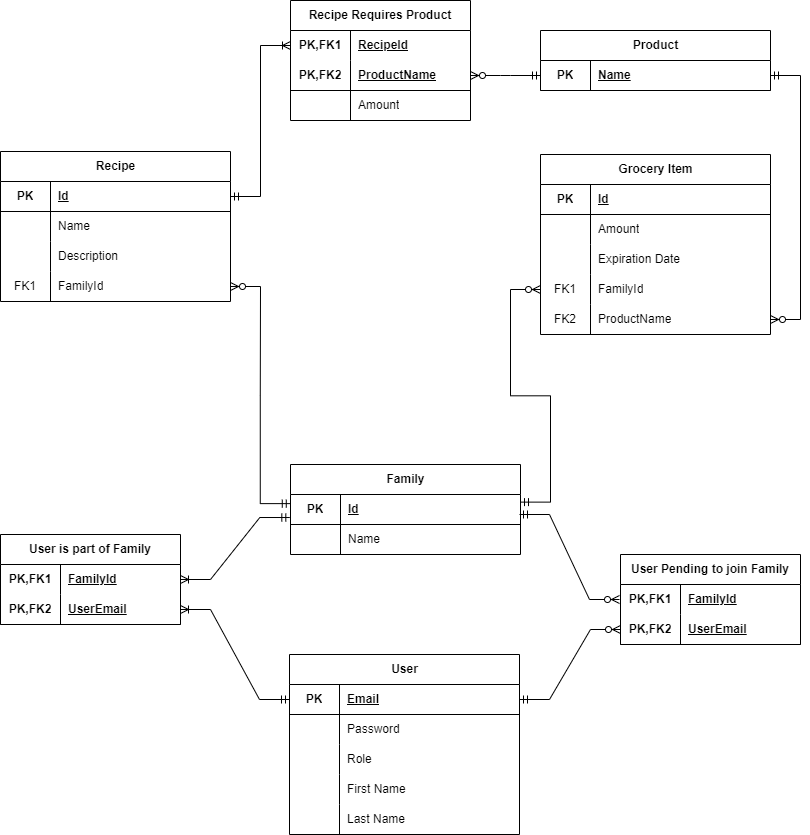 Recipe Requires Product
PK,FK1 RecipeId
PK,FK2 ProductName
Amount
Product
PK Name
Recipe
PK Id
Name
Description
FK1 FamilyId
Grocery Item
PK Id
Amount
Expiration Date
FK1 FamilyId
FK2 ProductName
Family
PK Id
Name
User is part of Family
PK,FK1 FamilyId
PK,FK2 UserEmail
User Pending to join Family
PK,FK1 FamilyId
PK,FK2 UserEmail
User
PK Email
Password
Role
First Name
Last Name